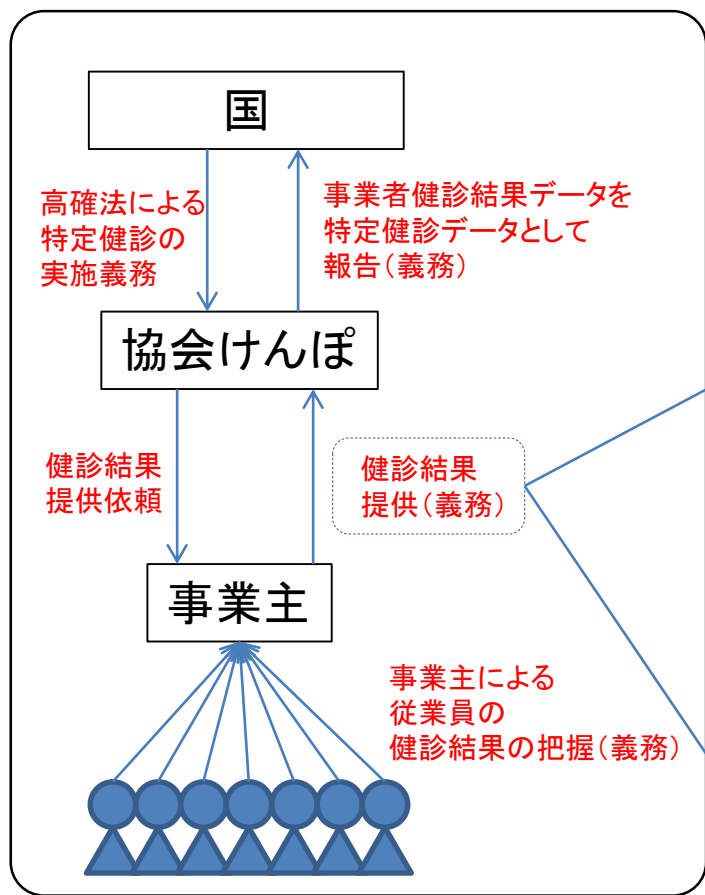 国
高確法による
特定健診の
実施義務
事業者健診結果データを
特定健診データとして
報告（義務）
協会けんぽ
健診結果
提供依頼
健診結果
提供（義務）
事業主
事業主による
従業員の
健診結果の把握（義務）